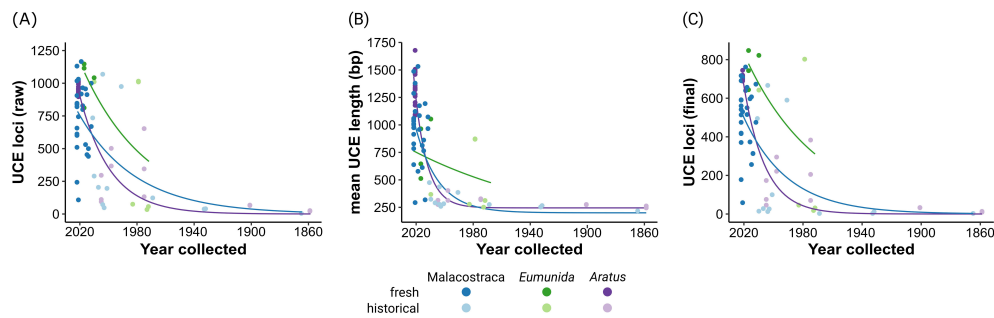 (A)
UCE loci (raw)
1250
1000
750
500
250
0
2020
1980
1940
1900
1860
Year collected
(B)
mean UCE length (bp)
1750
1500
1250
1000
750
500
250
2020
1980
1940
1900
1860
Year collected
(C)
UCE loci (final)
800
600
400
200
0
2020
1980
1940
1900
1860
Year collected
Malacostraca Eumunida Aratus
fresh
historical